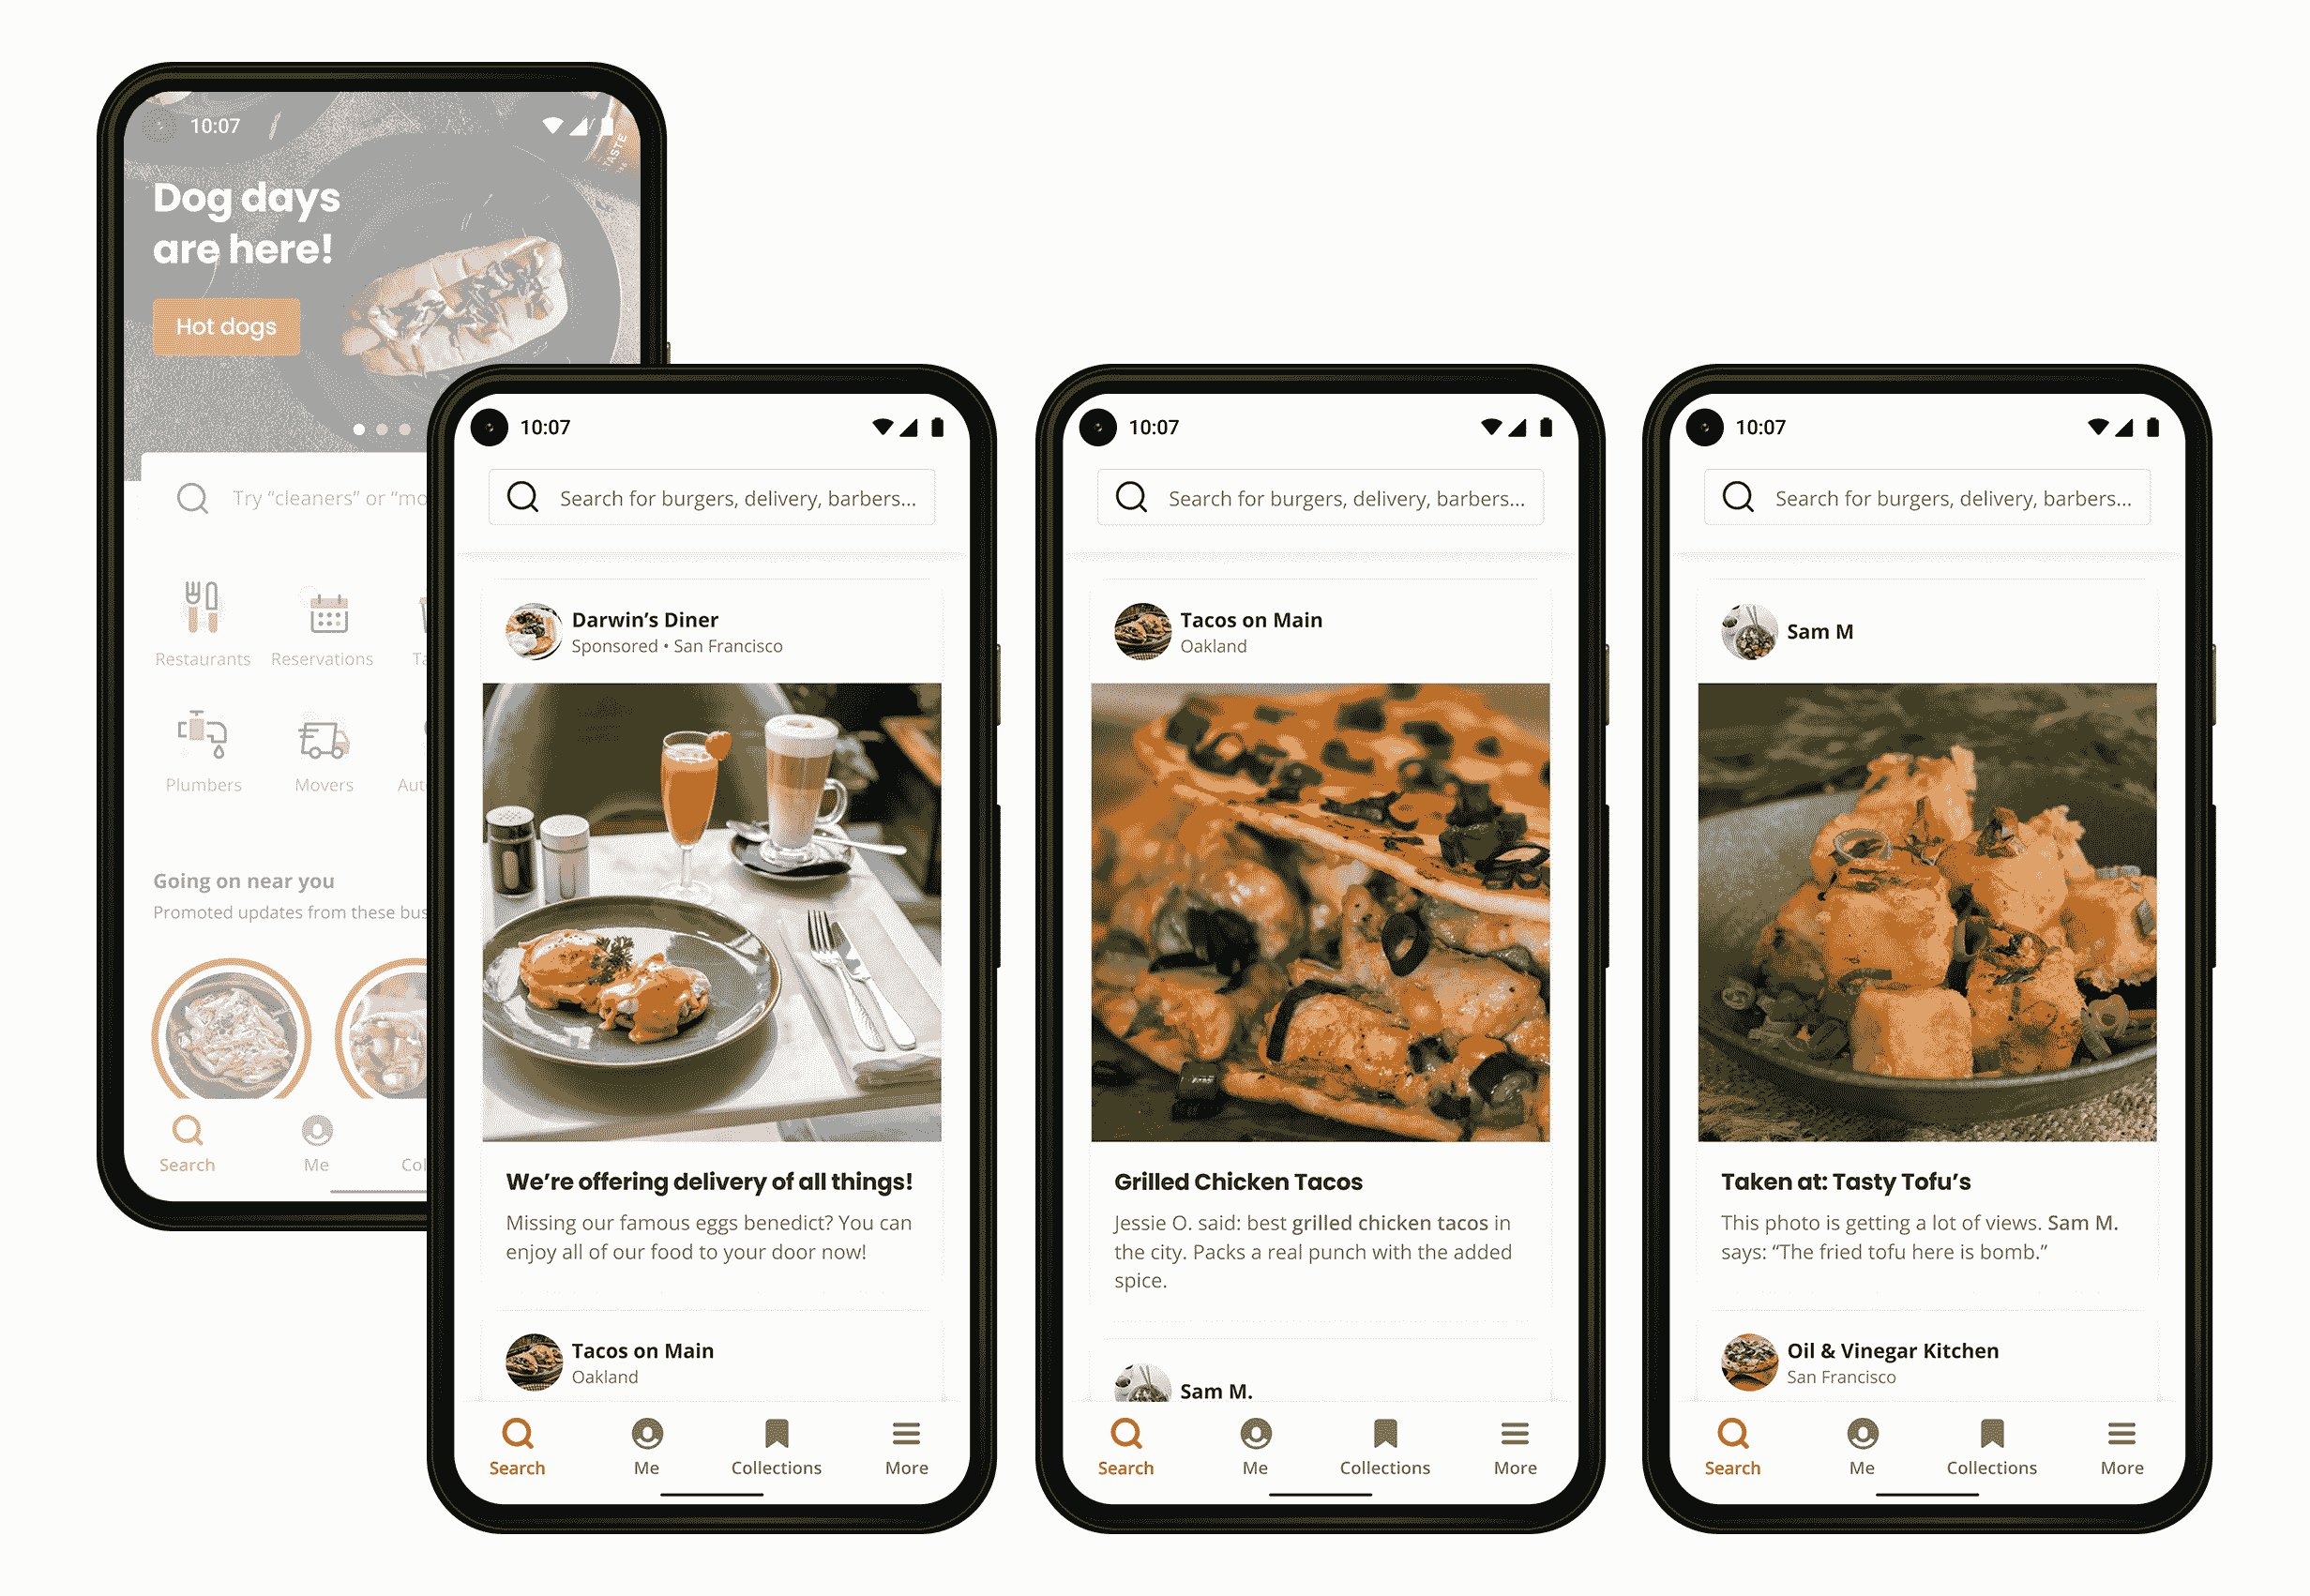 10:07
TASTE
Dog days
are here!
Hot dogs
Try “cleaners” or “mo
Restaurants
Reservations
Ta
Plumbers
Movers
Aut
Going on near you
Promoted updates from these bus
Search
Me
Col
10:07
Search for burgers, delivery, barbers...
Darwin’s Diner
Sponsored • San Francisco
We’re offering delivery of all things!
Missing our famous eggs benedict? You can
enjoy all of our food to your door now!
Tacos on Main
Oakland
Search
Me
Collections
More
10:07
Search for burgers, delivery, barbers...
Tacos on Main
Oakland
Grilled Chicken Tacos
Jessie O. said: best grilled chicken tacos in
the city. Packs a real punch with the added
spice.
Sam M.
Search
Me
Collections
More
10:07
Search for burgers, delivery, barbers...
Sam M
Taken at: Tasty Tofu’s
This photo is getting a lot of views. Sam M.
says: “The fried tofu here is bomb.”
Oil & Vinegar Kitchen
San Francisco
Search
Me
Collections
More